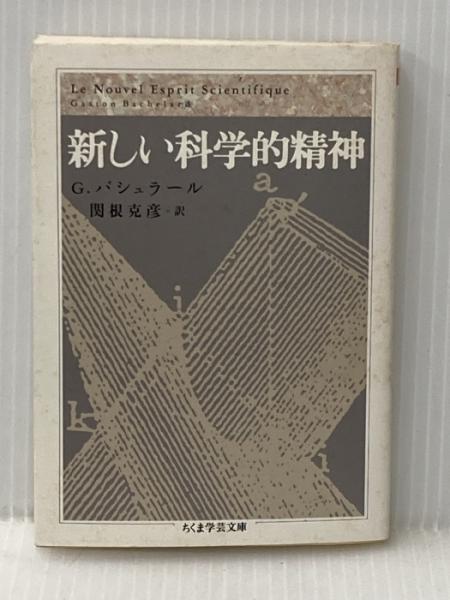 Le Nouvel Esprit Scientifique
Gaston Bachelard
新しい科学的精神
G.バシュラール
関根克彦・訳
a
i
k
i
ちくま学芸文庫